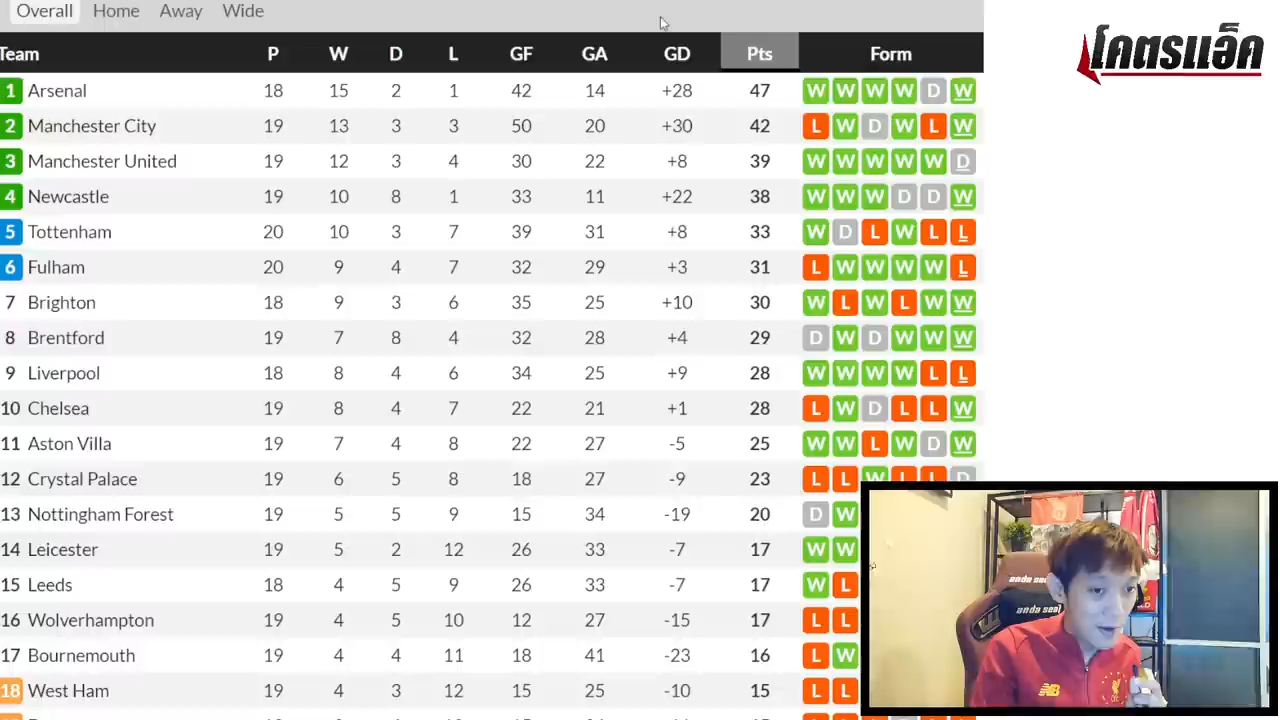 Overall Home Away Wide
Team P W D L GF GA GD Pts Form
1 Arsenal 18 15 2 1 42 14 +28 47 W W W W D W
2 Manchester City 19 13 3 3 50 20 +30 42 L W D W L W
3 Manchester United 19 12 3 4 30 22 +8 39 W W W W W D
4 Newcastle 19 10 8 1 33 11 +22 38 W W W D D W
5 Tottenham 20 10 3 7 39 31 +8 33 W D L W L L
6 Fulham 20 9 4 7 32 29 +3 31 L W W W W L
7 Brighton 18 9 3 6 35 25 +10 30 W L W L W W
8 Brentford 19 7 8 4 32 28 +4 29 D W D W W W
9 Liverpool 18 8 4 6 34 25 +9 28 W W W W L L
10 Chelsea 19 8 4 7 22 21 +1 28 L W D L L W
11 Aston Villa 19 7 4 8 22 27 -5 25 W W L W D W
12 Crystal Palace 19 6 5 8 18 27 -9 23 L L W L L D
13 Nottingham Forest 19 5 5 9 15 34 -19 20 D W
14 Leicester 19 5 2 12 26 33 -7 17 W W
15 Leeds 18 4 5 9 26 33 -7 17 W L
16 Wolverhampton 19 4 5 10 12 27 -15 17 L L
17 Bournemouth 19 4 4 11 18 41 -23 16 L W
18 West Ham 19 4 3 12 15 25 -10 15 L L
โคตรแอ็ค
anda seat
anda seat
NB